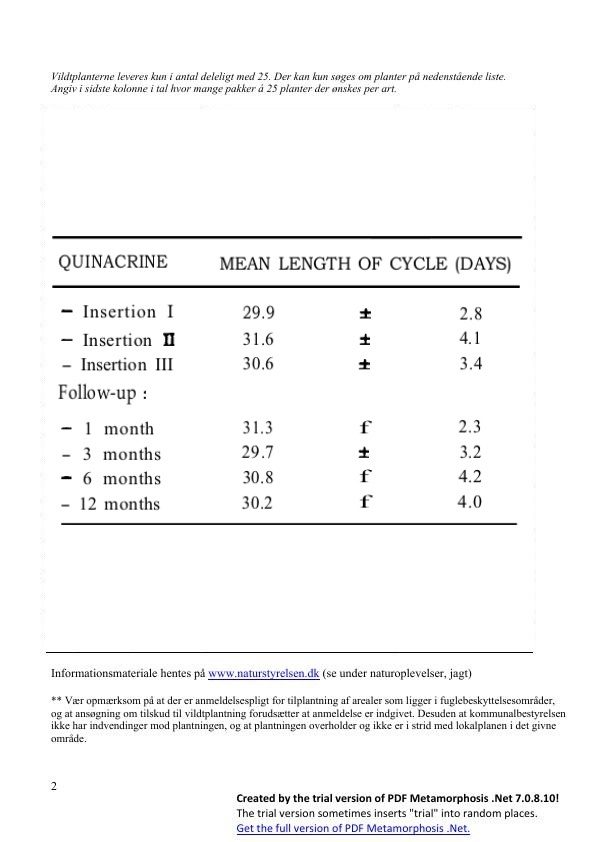 Vildtplanterne leveres kun i antal deleligt med 25. Der kan kun søges om planter på nedenstående liste.
Angiv i sidste kolonne i tal hvor mange pakker á 25 planter der ønskes per art.
QUINACRINE MEAN LENGTH OF CYCLE (DAYS)
– Insertion I 29.9 ± 2.8
– Insertion II 31.6 ± 4.1
– Insertion III 30.6 ± 3.4
Follow-up :
– 1 month 31.3 f 2.3
– 3 months 29.7 ± 3.2
– 6 months 30.8 f 4.2
– 12 months 30.2 f 4.0
Informationsmateriale hentes på www.naturstyrelsen.dk (se under naturoplevelser, jagt)
** Vær opmærksom på at der er anmeldelsespligt for tilplantning af arealer som ligger i fuglebeskyttelsesområder,
og at ansøgning om tilskud til vildtplantning forudsætter at anmeldelse er indgivet. Desuden at kommunalbestyrelsen
ikke har indvendinger mod plantningen, og at plantningen overholder og ikke er i strid med lokalplanen i det givne
område.
2
Created by the trial version of PDF Metamorphosis .Net 7.0.8.10!
The trial version sometimes inserts "trial" into random places.
Get the full version of PDF Metamorphosis .Net.